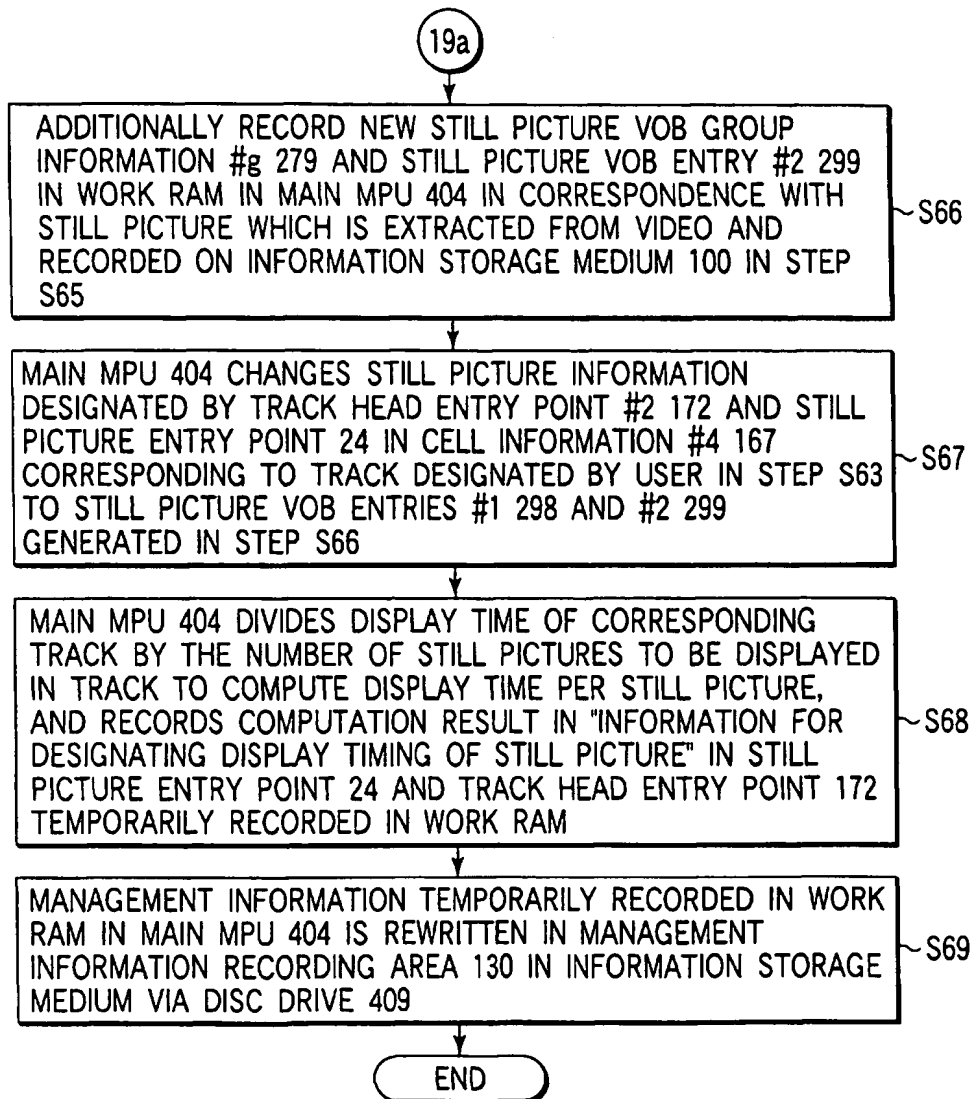 19a
ADDITIONALLY RECORD NEW STILL PICTURE VOB GROUP
INFORMATION #g 279 AND STILL PICTURE VOB ENTRY #2 299
IN WORK RAM IN MAIN MPU 404 IN CORRESPONDENCE WITH
STILL PICTURE WHICH IS EXTRACTED FROM VIDEO AND
RECORDED ON INFORMATION STORAGE MEDIUM 100 IN STEP
S65
S66
MAIN MPU 404 CHANGES STILL PICTURE INFORMATION
DESIGNATED BY TRACK HEAD ENTRY POINT #2 172 AND STILL
PICTURE ENTRY POINT 24 IN CELL INFORMATION #4 167
CORRESPONDING TO TRACK DESIGNATED BY USER IN STEP S63
TO STILL PICTURE VOB ENTRIES #1 298 AND #2 299
GENERATED IN STEP S66
S67
MAIN MPU 404 DIVIDES DISPLAY TIME OF CORRESPONDING
TRACK BY THE NUMBER OF STILL PICTURES TO BE DISPLAYED
IN TRACK TO COMPUTE DISPLAY TIME PER STILL PICTURE,
AND RECORDS COMPUTATION RESULT IN "INFORMATION FOR
DESIGNATING DISPLAY TIMING OF STILL PICTURE" IN STILL
PICTURE ENTRY POINT 24 AND TRACK HEAD ENTRY POINT 172
TEMPORARILY RECORDED IN WORK RAM
S68
MANAGEMENT INFORMATION TEMPORARILY RECORDED IN WORK
RAM IN MAIN MPU 404 IS REWRITTEN IN MANAGEMENT
INFORMATION RECORDING AREA 130 IN INFORMATION STORAGE
MEDIUM VIA DISC DRIVE 409
S69
END